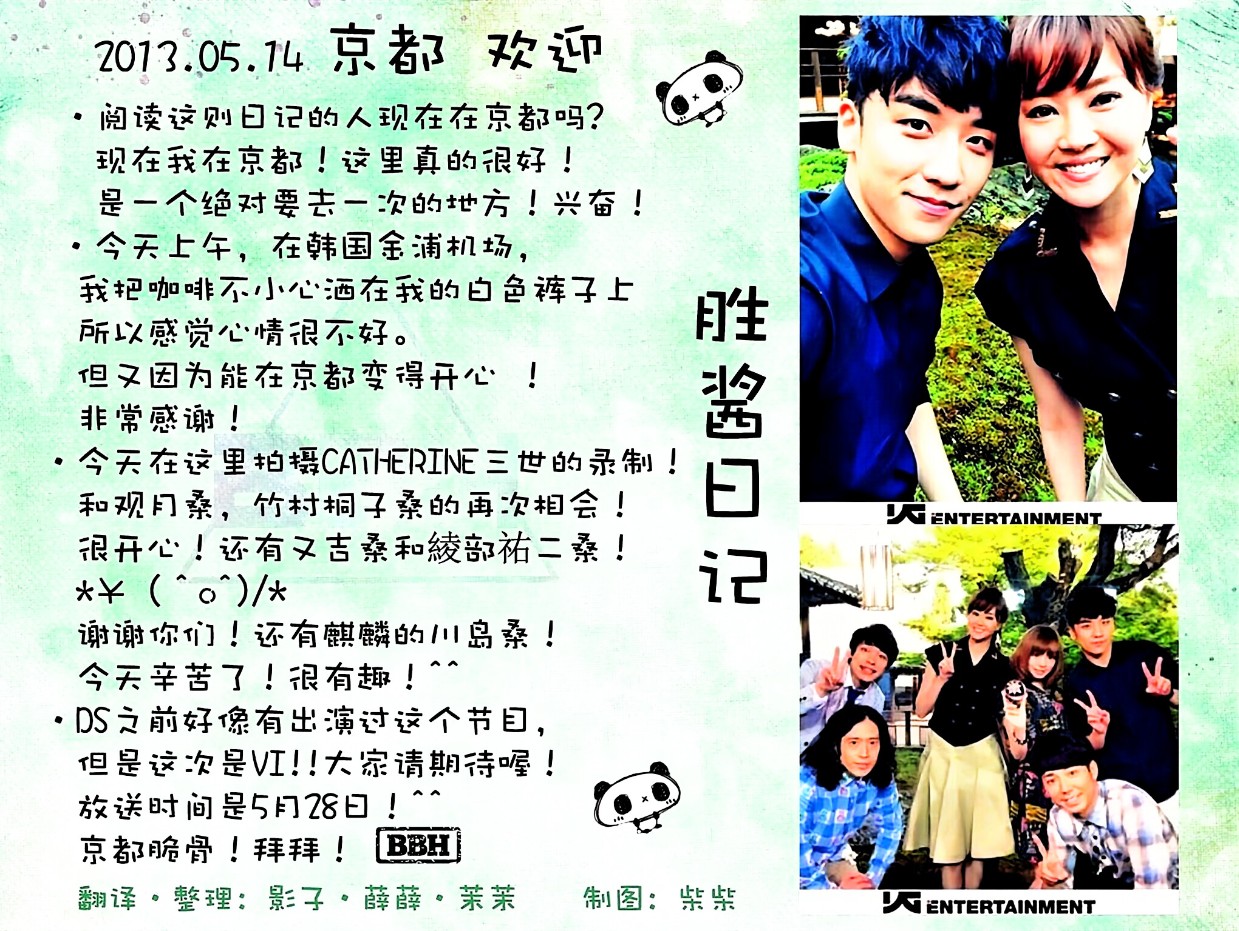 2013.05.14 京都 欢迎
• 阅读这则日记的人现在在京都吗?
现在我在京都！这里真的很好！
是一个绝对要去一次的地方！兴奋！
• 今天上午，在韩国金浦机场，
我把咖啡不小心洒在我的白色裤子上
所以感觉心情很不好。
但又因为能在京都变得开心 ！
非常感谢！
• 今天在这里拍摄CATHERINE三世的录制！
和观月桑，竹村桐子桑的再次相会！
很开心！还有又吉桑和綾部祐二桑！
*¥ (^o^)/*
谢谢你们！还有麒麟的川岛桑！
今天辛苦了！很有趣！^^
• DS之前好像有出演过这个节目，
但是这次是VI!!大家请期待喔！
放送时间是5月28日！^^
京都脆骨！拜拜！ BBH
翻译·整理：影子·薛薛·茉茉 制图：柴柴
胜酱日记
YG ENTERTAINMENT
YG ENTERTAINMENT